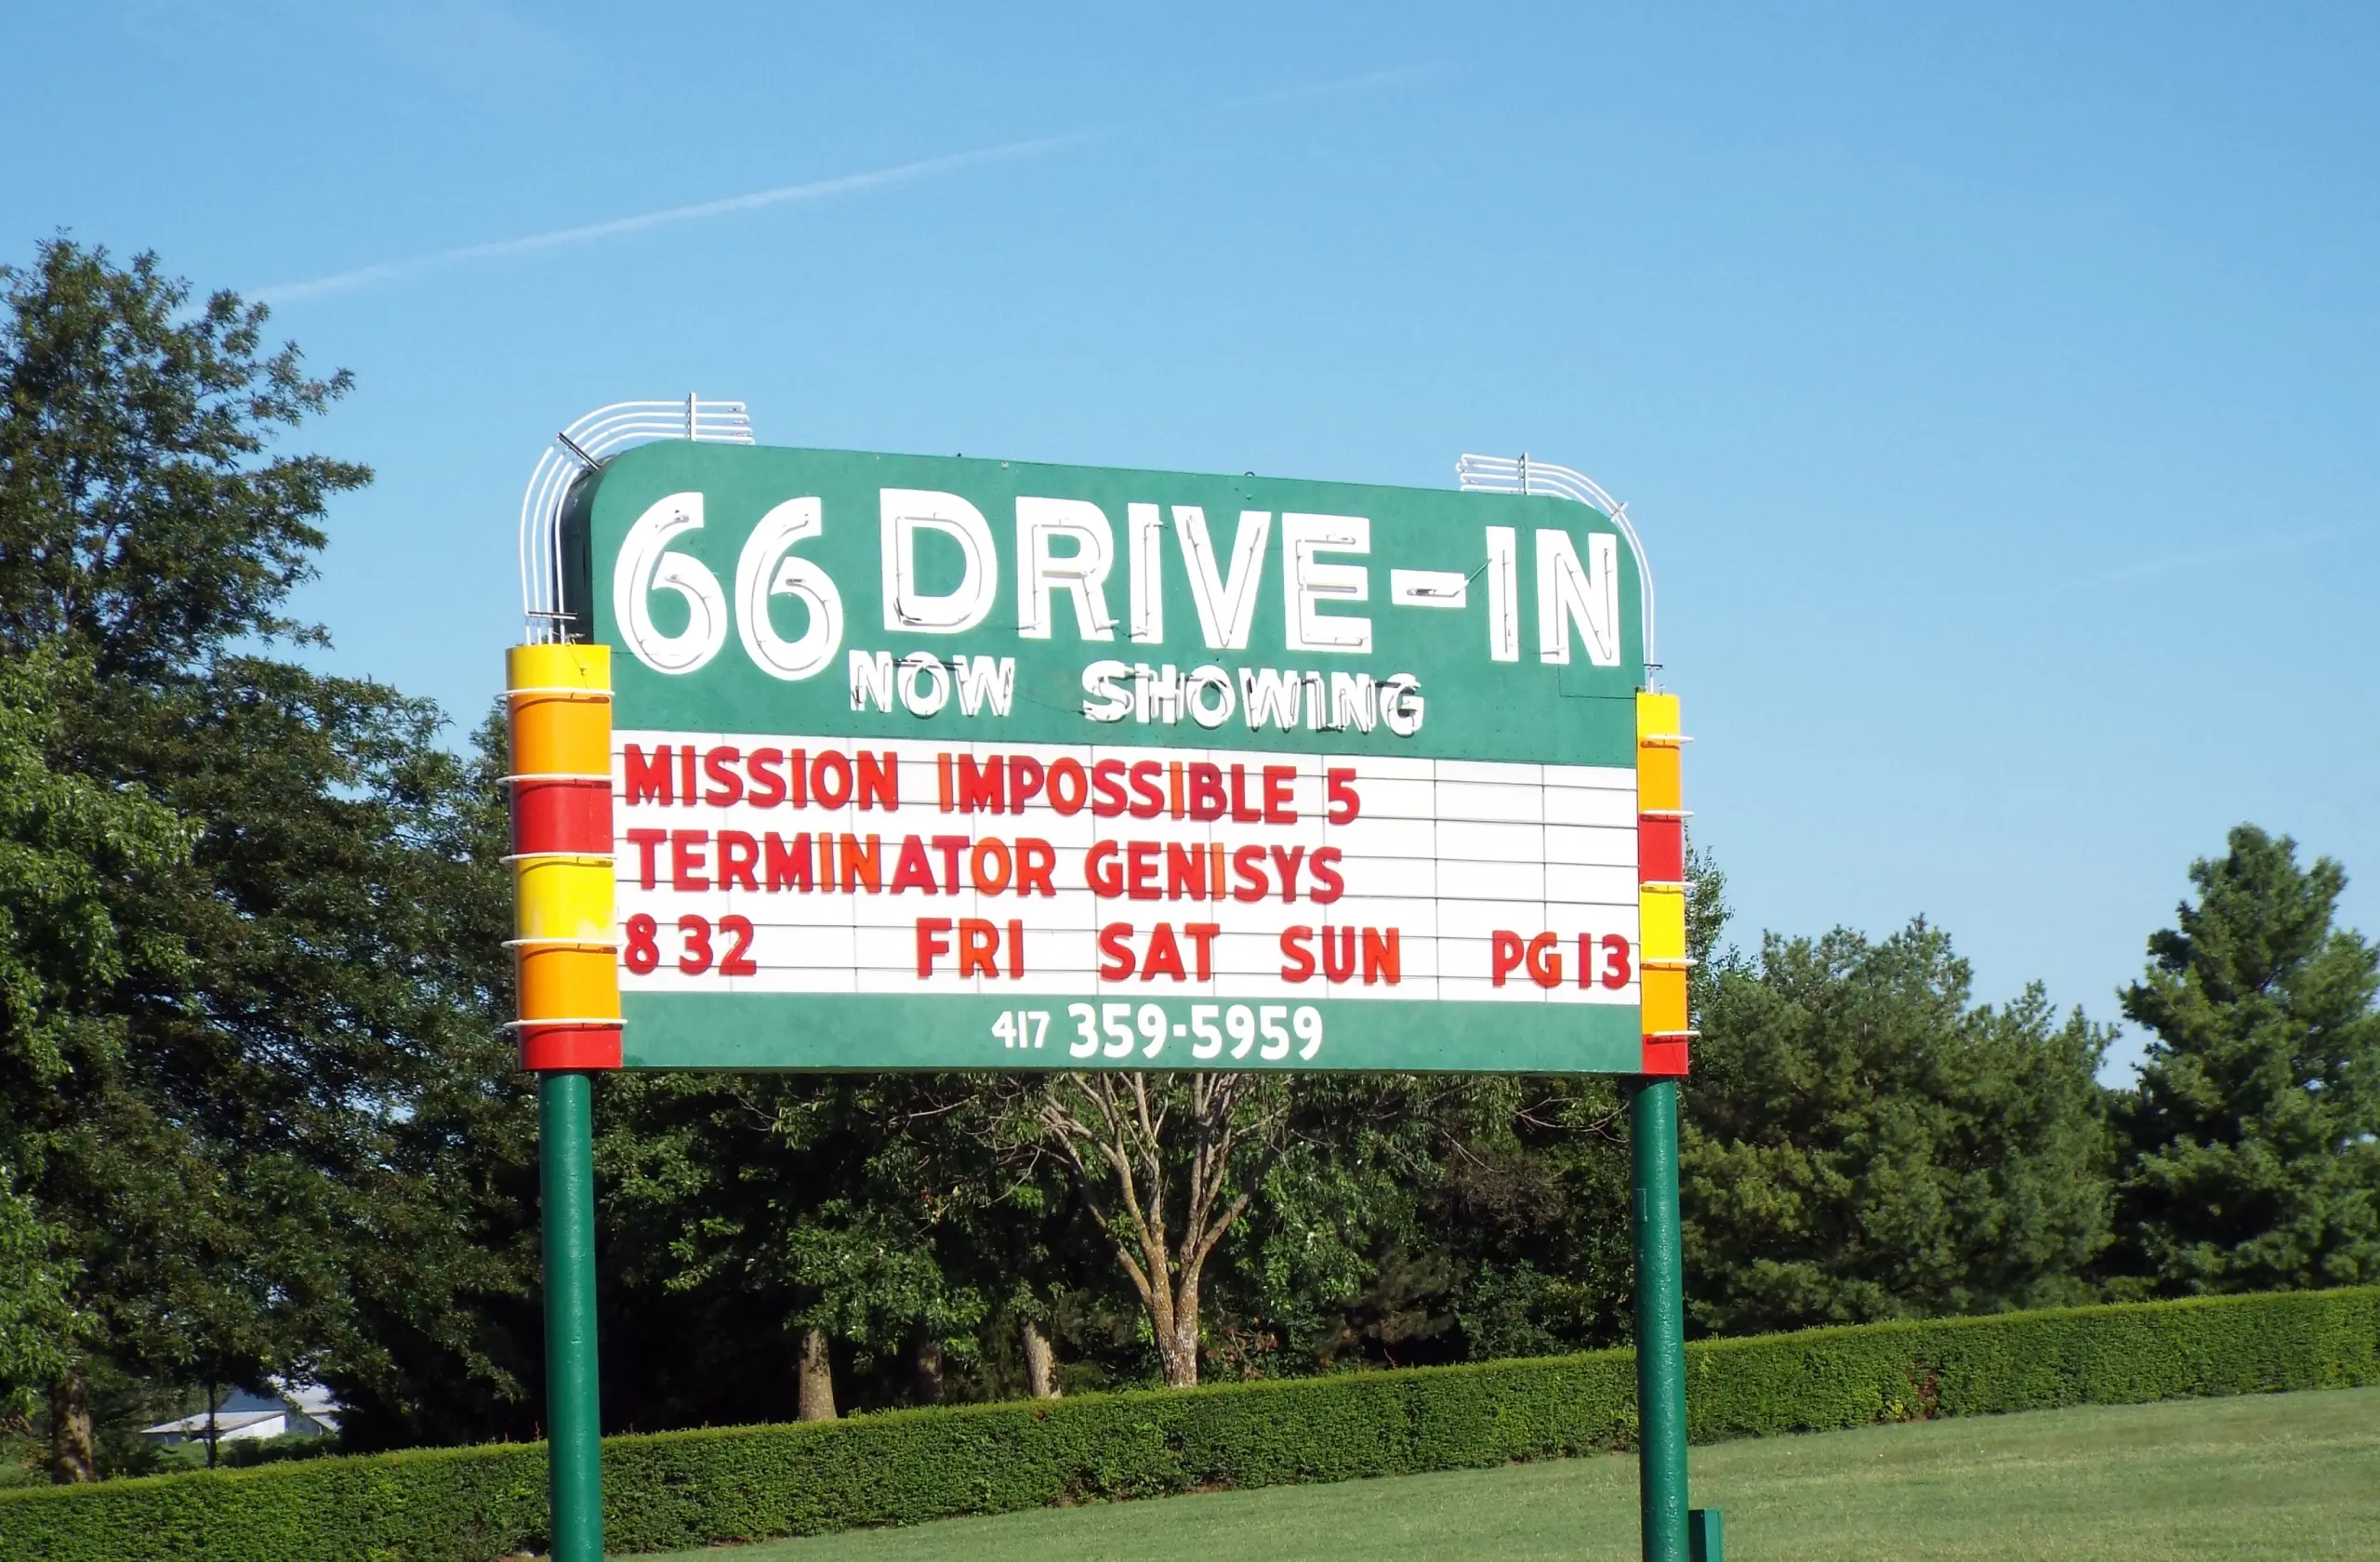 66 DRIVE-IN
NOW SHOWING
MISSION IMPOSSIBLE 5
TERMINATOR GENISYS
8 32 FRI SAT SUN PG 13
417 359-5959